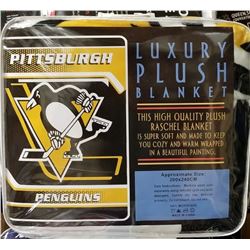 PITTSBURGH
PENGUINS
LUXURY
PLUSH
BLANKET
THIS HIGH QUALITY PLUSH
RASCHEL BLANKET
IS SUPER SOFT AND MADE TO KEEP
YOU COZY AND WARM WRAPPED
IN A BEAUTIFUL PAINTING.
Approximate Size:
200x240CM